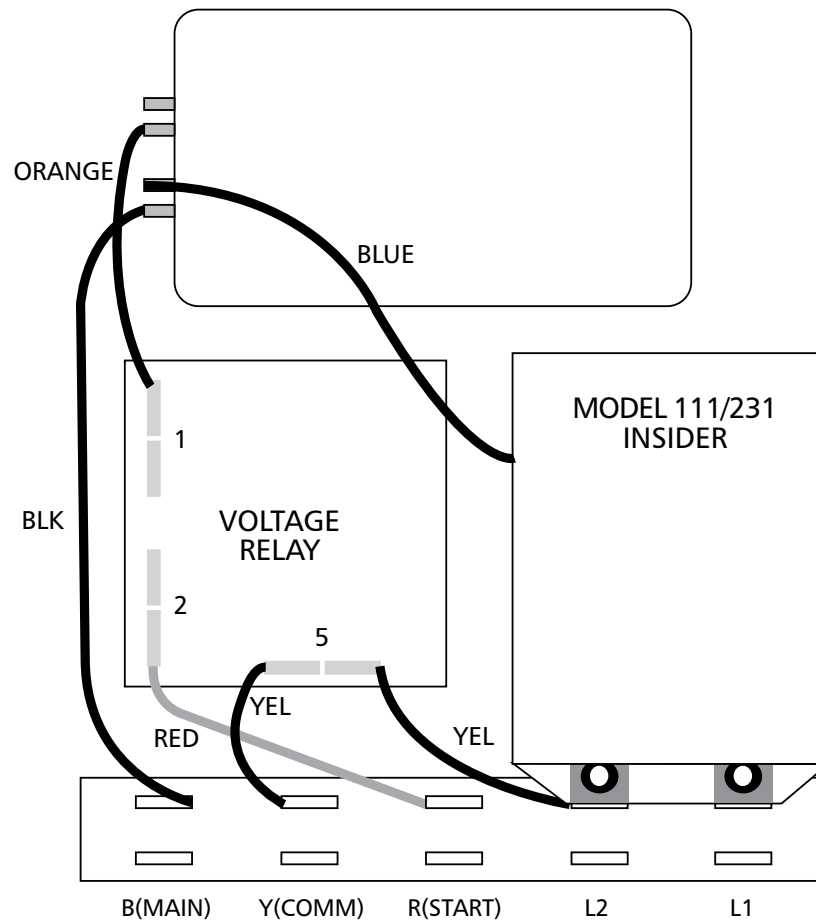 ORANGE
BLUE
MODEL 111/231
INSIDER
1
BLK
VOLTAGE
RELAY
2
5
YEL
RED
YEL
B(MAIN) Y(COMM) R(START) L2 L1